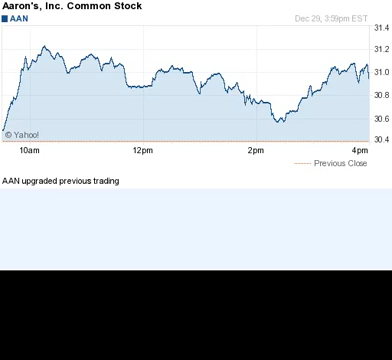 Aaron's, Inc. Common Stock
AAN Dec 29, 3:59pm EST
31.4
31.2
31.0
30.8
30.6
30.4
© Yahoo!
10am 12pm 2pm 4pm
Previous Close
AAN upgraded previous trading